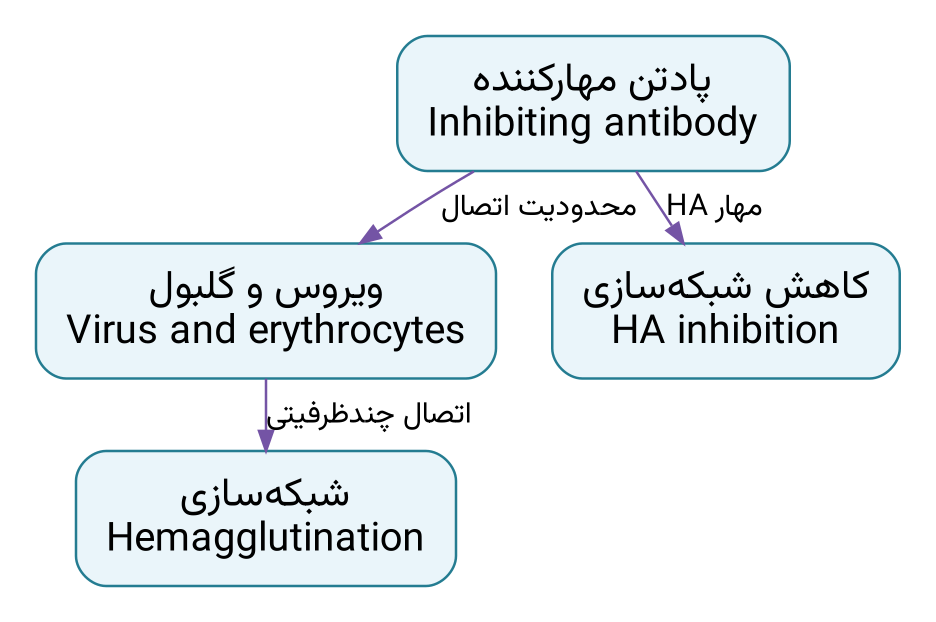 پادتن مهارکننده
Inhibiting antibody
محدودیت اتصال
مهار HA
ویروس و گلبول
Virus and erythrocytes
کاهش شبکه‌سازی
HA inhibition
اتصال چندظرفیتی
شبکه‌سازی
Hemagglutination